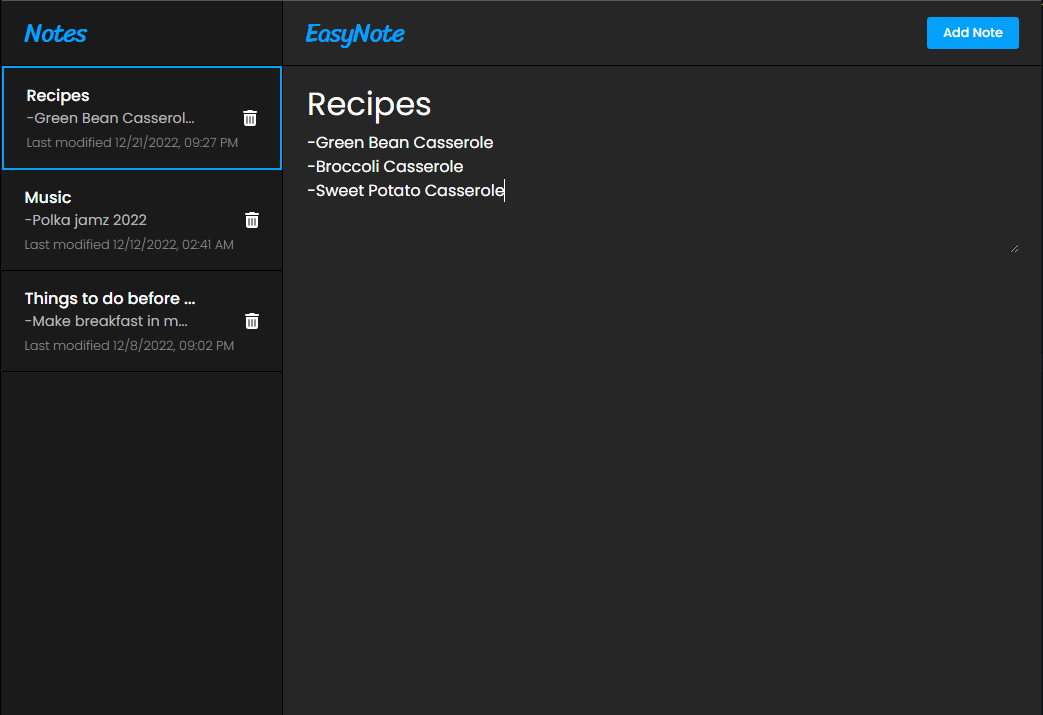 Notes
EasyNote
Add Note
Recipes
-Green Bean Casserol...
Last modified 12/21/2022, 09:27 PM
Music
-Polka jamz 2022
Last modified 12/12/2022, 02:41 AM
Things to do before ...
-Make breakfast in m...
Last modified 12/8/2022, 09:02 PM
Recipes
-Green Bean Casserole
-Broccoli Casserole
-Sweet Potato Casserole